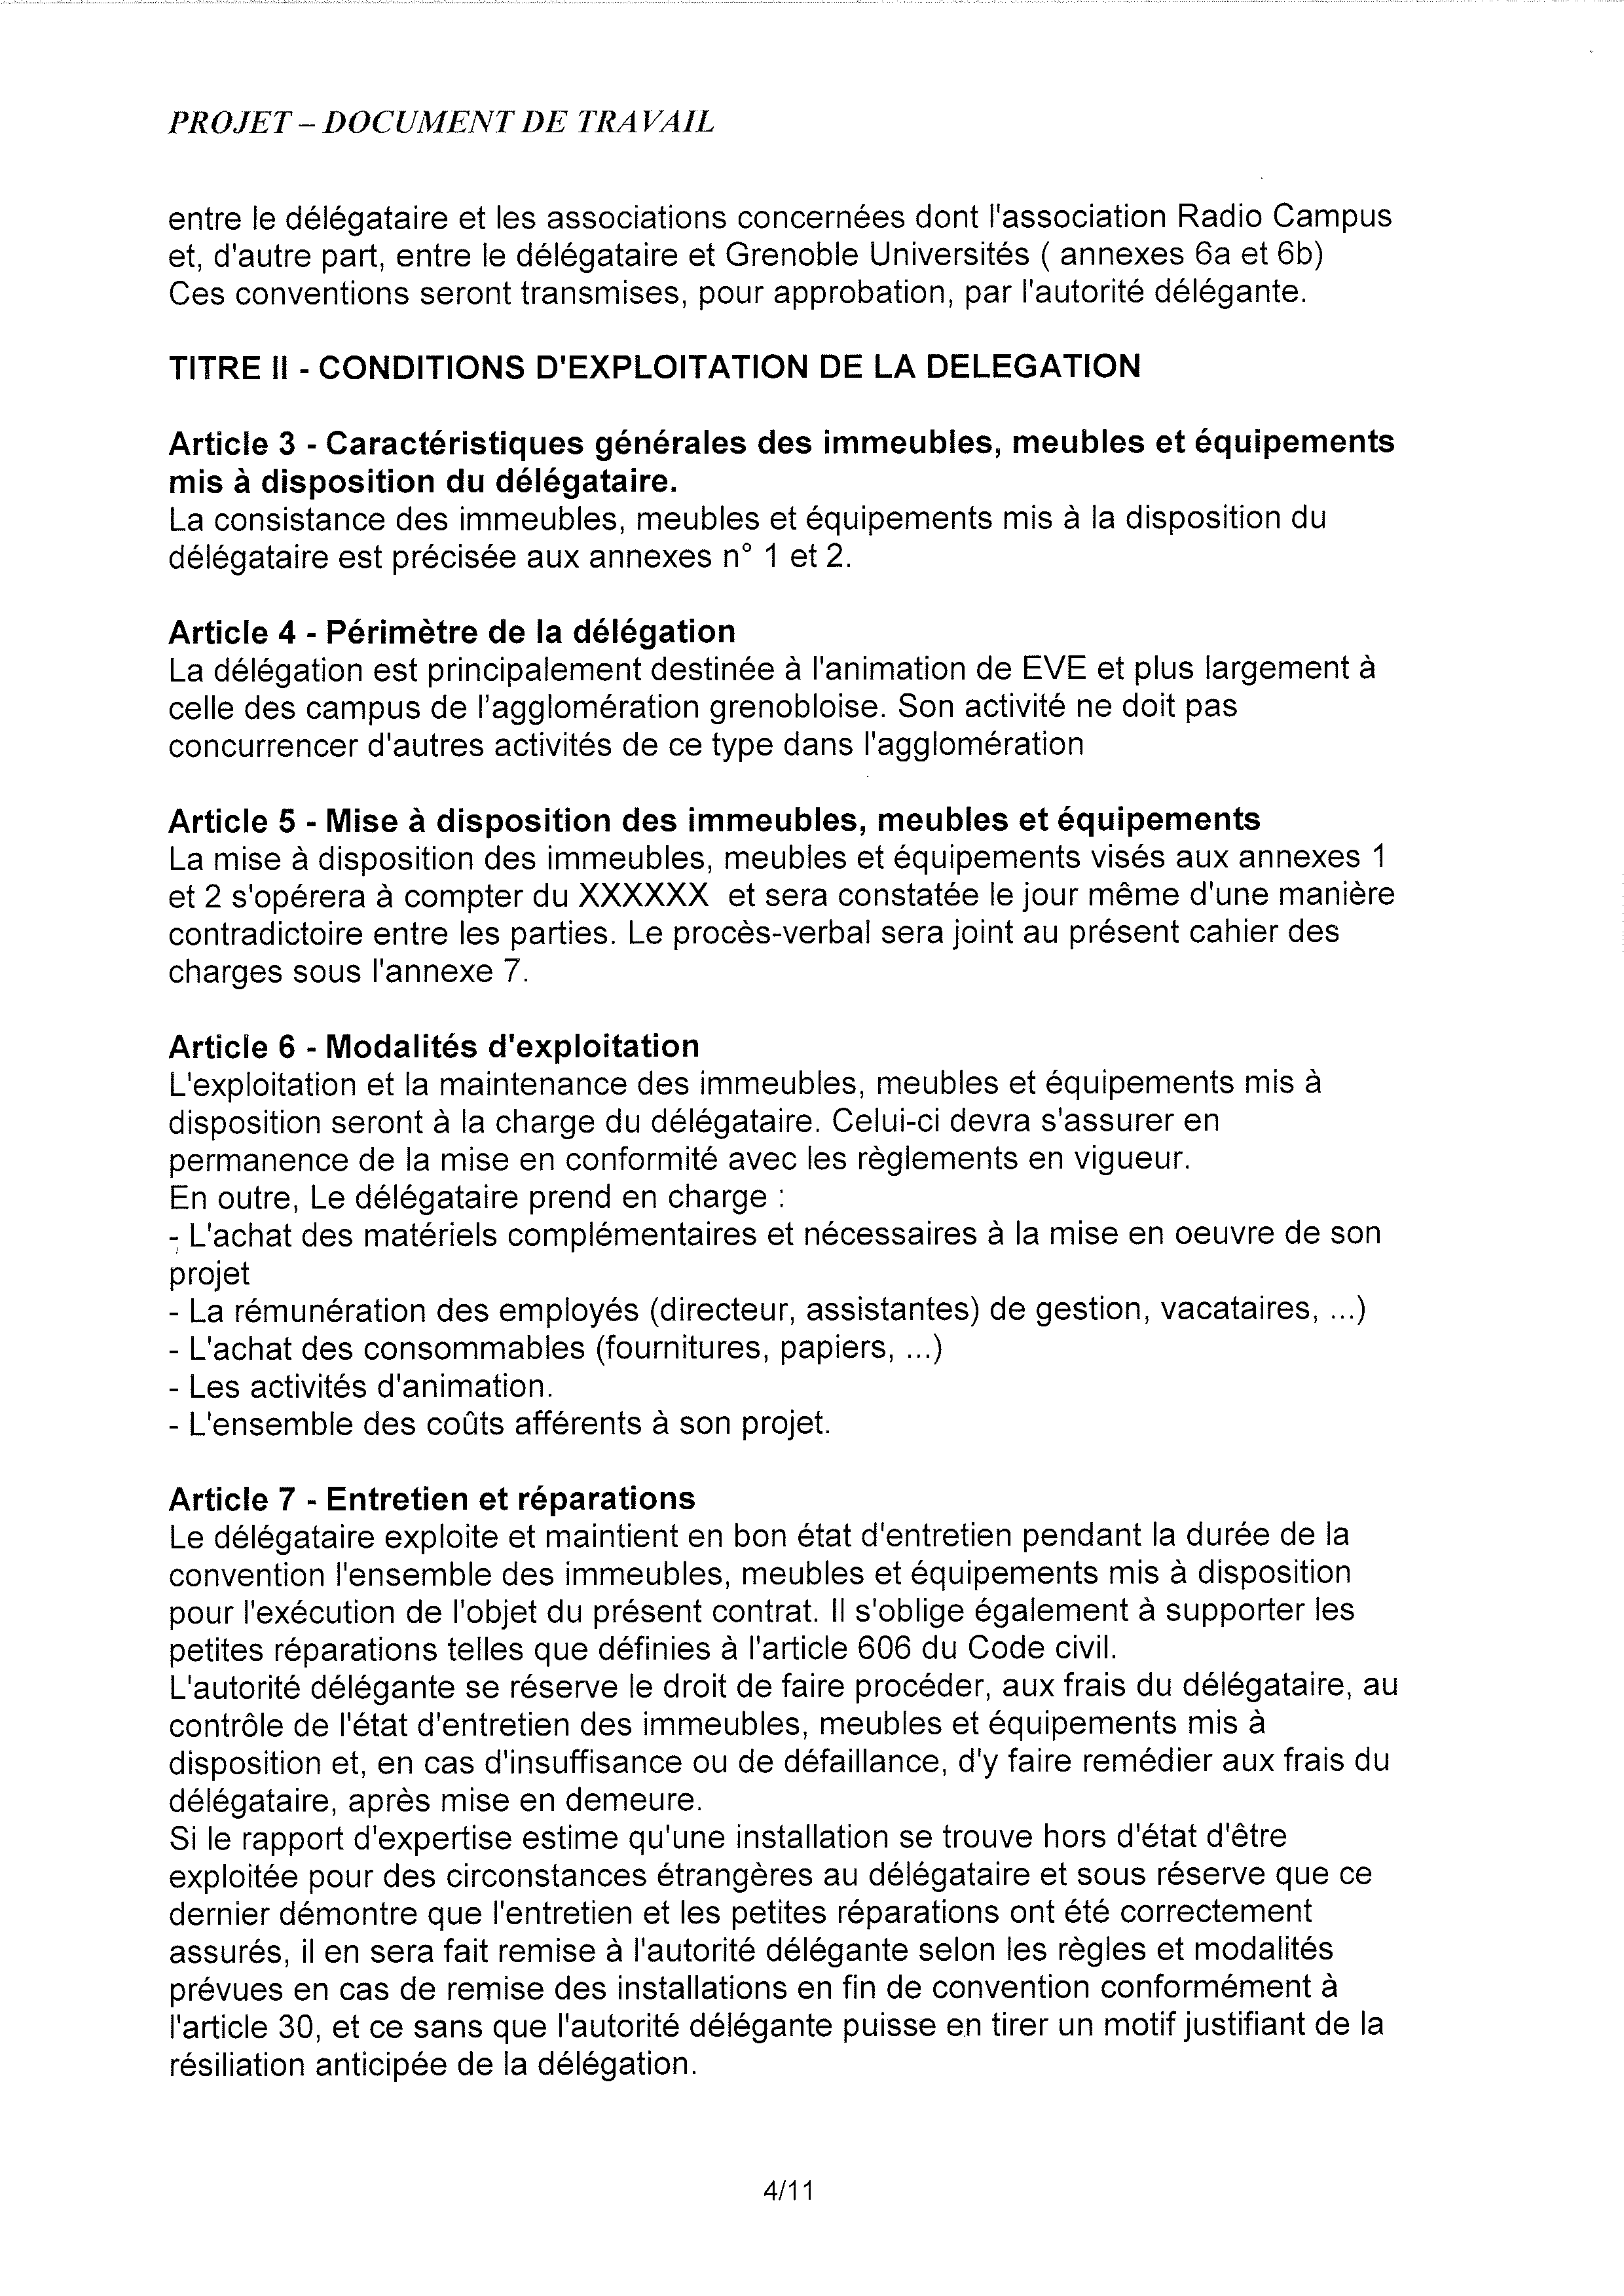 PROJET – DOCUMENT DE TRAVAIL
entre le délégataire et les associations concernées dont l'association Radio Campus
et, d'autre part, entre le délégataire et Grenoble Universités ( annexes 6a et 6b)
Ces conventions seront transmises, pour approbation, par l'autorité délégante.
TITRE II - CONDITIONS D'EXPLOITATION DE LA DELEGATION
Article 3 - Caractéristiques générales des immeubles, meubles et équipements
mis à disposition du délégataire.
La consistance des immeubles, meubles et équipements mis à la disposition du
délégataire est précisée aux annexes n° 1 et 2.
Article 4 - Périmètre de la délégation
La délégation est principalement destinée à l'animation de EVE et plus largement à
celle des campus de l'agglomération grenobloise. Son activité ne doit pas
concurrencer d'autres activités de ce type dans l'agglomération
Article 5 - Mise à disposition des immeubles, meubles et équipements
La mise à disposition des immeubles, meubles et équipements visés aux annexes 1
et 2 s'opérera à compter du XXXXXX et sera constatée le jour même d'une manière
contradictoire entre les parties. Le procès-verbal sera joint au présent cahier des
charges sous l'annexe 7.
Article 6 - Modalités d'exploitation
L'exploitation et la maintenance des immeubles, meubles et équipements mis à
disposition seront à la charge du délégataire. Celui-ci devra s'assurer en
permanence de la mise en conformité avec les règlements en vigueur.
En outre, Le délégataire prend en charge :
- L'achat des matériels complémentaires et nécessaires à la mise en oeuvre de son
projet
- La rémunération des employés (directeur, assistantes) de gestion, vacataires, ...)
- L'achat des consommables (fournitures, papiers, ...)
- Les activités d'animation.
- L'ensemble des coûts afférents à son projet.
Article 7 - Entretien et réparations
Le délégataire exploite et maintient en bon état d'entretien pendant la durée de la
convention l'ensemble des immeubles, meubles et équipements mis à disposition
pour l'exécution de l'objet du présent contrat. Il s'oblige également à supporter les
petites réparations telles que définies à l'article 606 du Code civil.
L'autorité délégante se réserve le droit de faire procéder, aux frais du délégataire, au
contrôle de l'état d'entretien des immeubles, meubles et équipements mis à
disposition et, en cas d'insuffisance ou de défaillance, d'y faire remédier aux frais du
délégataire, après mise en demeure.
Si le rapport d'expertise estime qu'une installation se trouve hors d'état d'être
exploitée pour des circonstances étrangères au délégataire et sous réserve que ce
dernier démontre que l'entretien et les petites réparations ont été correctement
assurés, il en sera fait remise à l'autorité délégante selon les règles et modalités
prévues en cas de remise des installations en fin de convention conformément à
l'article 30, et ce sans que l'autorité délégante puisse en tirer un motif justifiant de la
résiliation anticipée de la délégation.
4/11